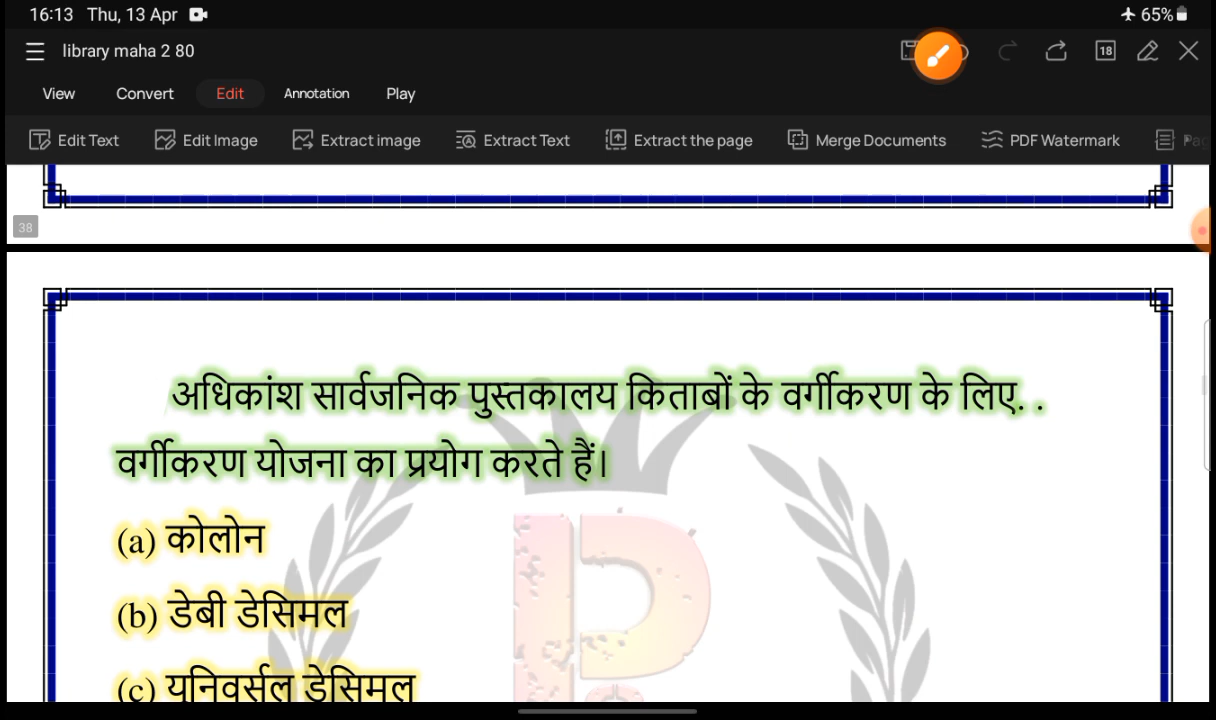 16:13 Thu, 13 Apr 65%
library maha 2 80 18
View Convert Edit Annotation Play
Edit Text Edit Image Extract image Extract Text Extract the page Merge Documents PDF Watermark
38
अधिकांश सार्वजनिक पुस्तकालय किताबों के वर्गीकरण के लिए. .
वर्गीकरण योजना का प्रयोग करते हैं।
(a) कोलोन
(b) डेबी डेसिमल
(c) यूनिवर्सल डेसिमल